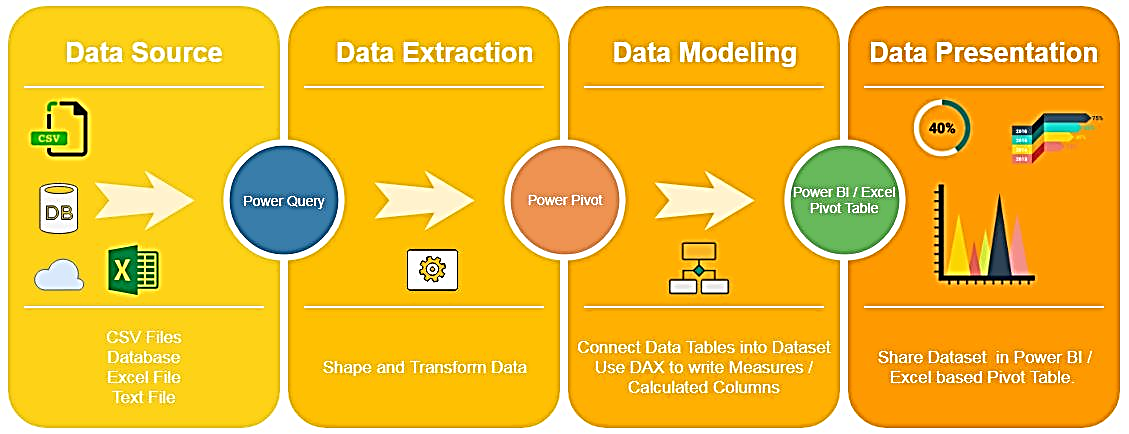 Data Source
CSV
DB
X
CSV Files
Database
Excel File
Text File
Power Query
Data Extraction
Shape and Transform Data
Power Pivot
Data Modeling
Connect Data Tables into Dataset
Use DAX to write Measures /
Calculated Columns
Power BI / Excel
Pivot Table
Data Presentation
40%
75%
2016
Share Dataset in Power BI /
Excel based Pivot Table.